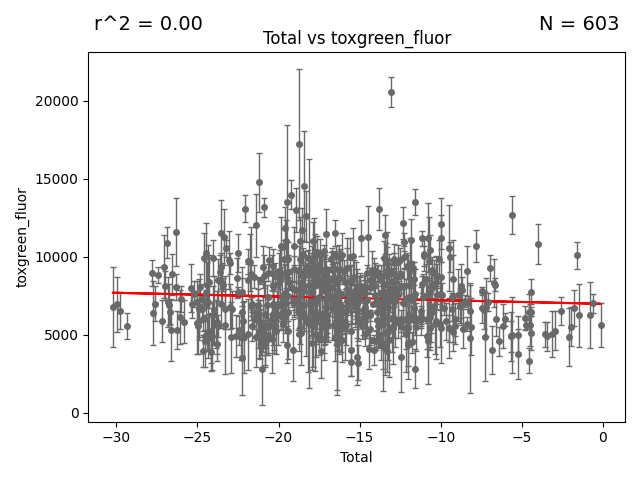 r^2 = 0.00
N = 603
Total vs toxgreen_fluor
20000
15000
10000
5000
0
toxgreen_fluor
−30
−25
−20
−15
−10
−5
0
Total